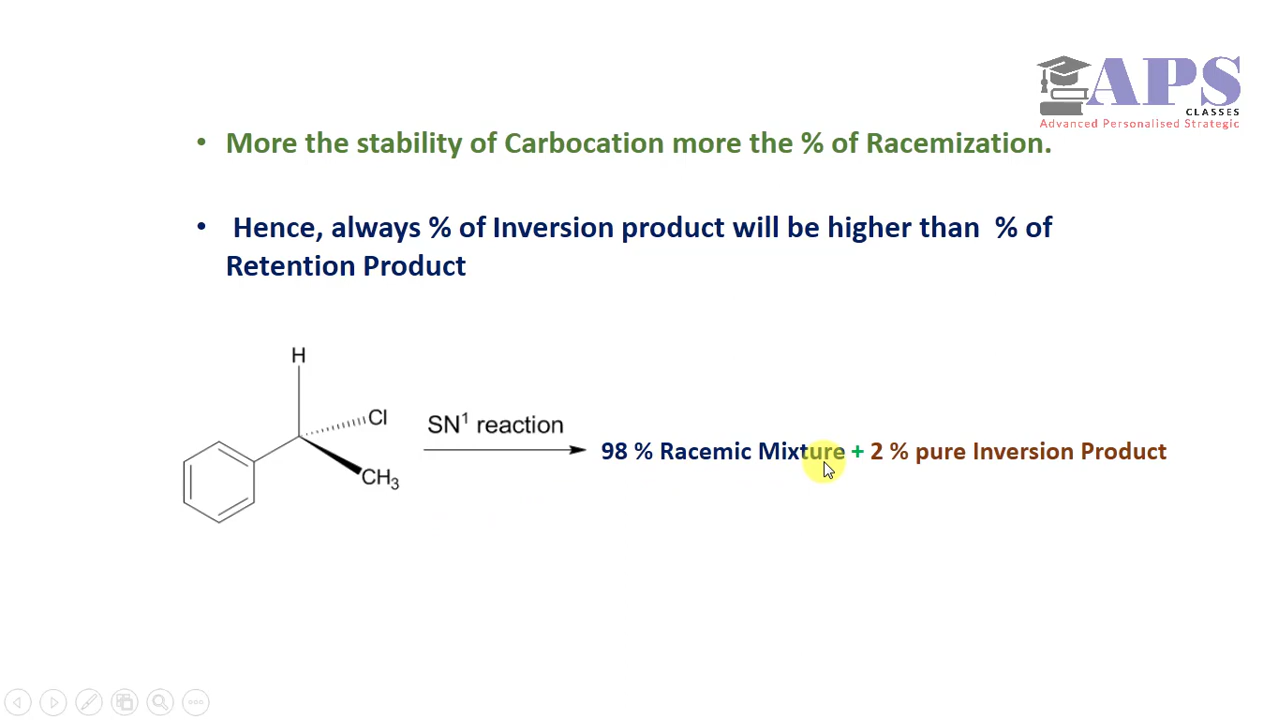 APS
CLASSES
Advanced Personalised Strategic
• More the stability of Carbocation more the % of Racemization.
• Hence, always % of Inversion product will be higher than % of
Retention Product
H
Cl
CH₃
SN¹ reaction
98 % Racemic Mixture + 2 % pure Inversion Product